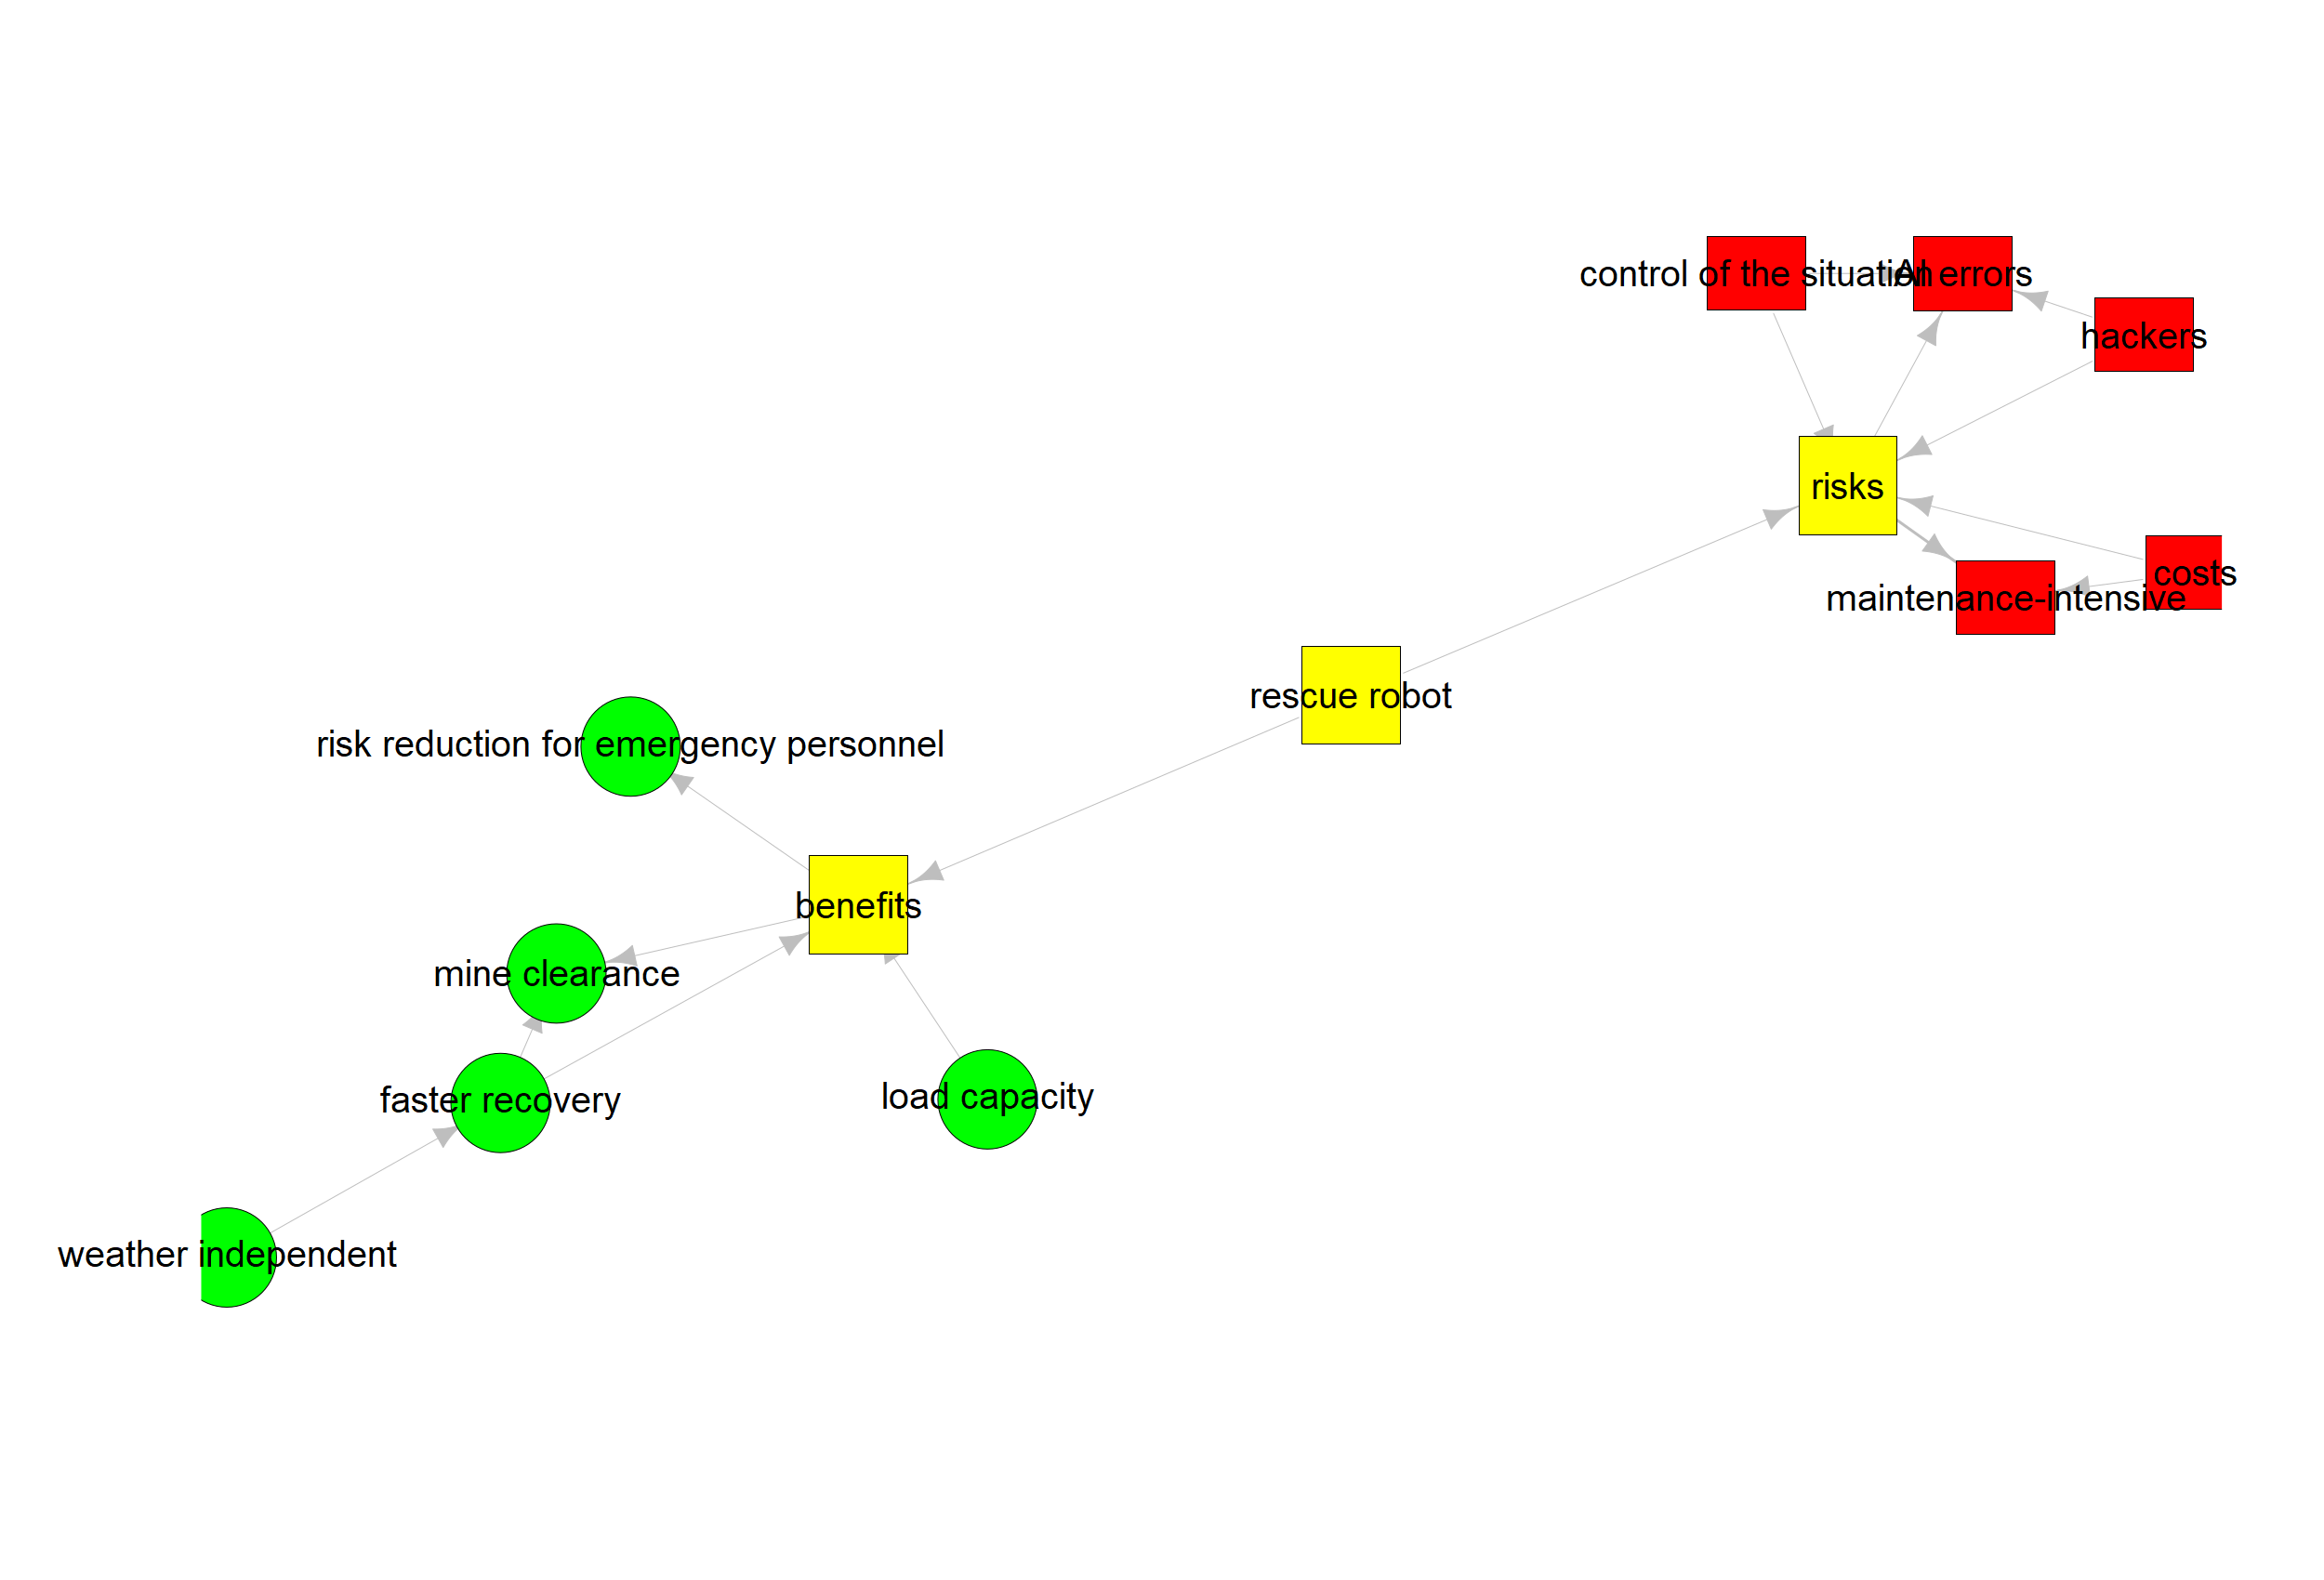 control of the situation
AI errors
hackers
risks
costs
maintenance-intensive
rescue robot
risk reduction for emergency personnel
benefits
mine clearance
faster recovery
load capacity
weather independent